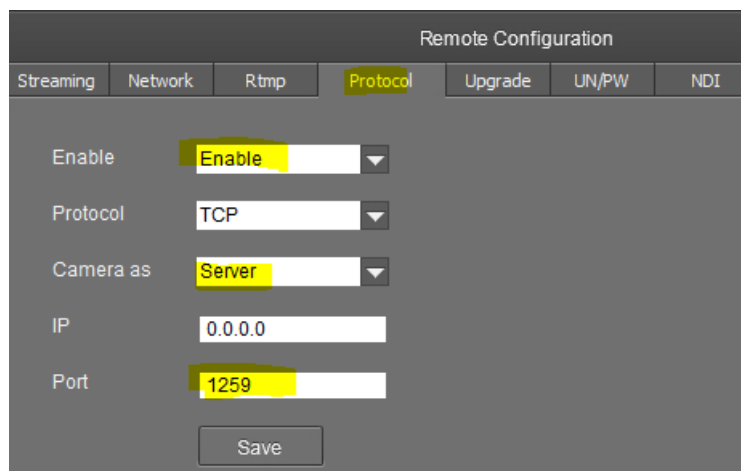 Remote Configuration
Streaming Network Rtmp Protocol Upgrade UN/PW NDI
Enable Enable
Protocol TCP
Camera as Server
IP 0.0.0.0
Port 1259
Save